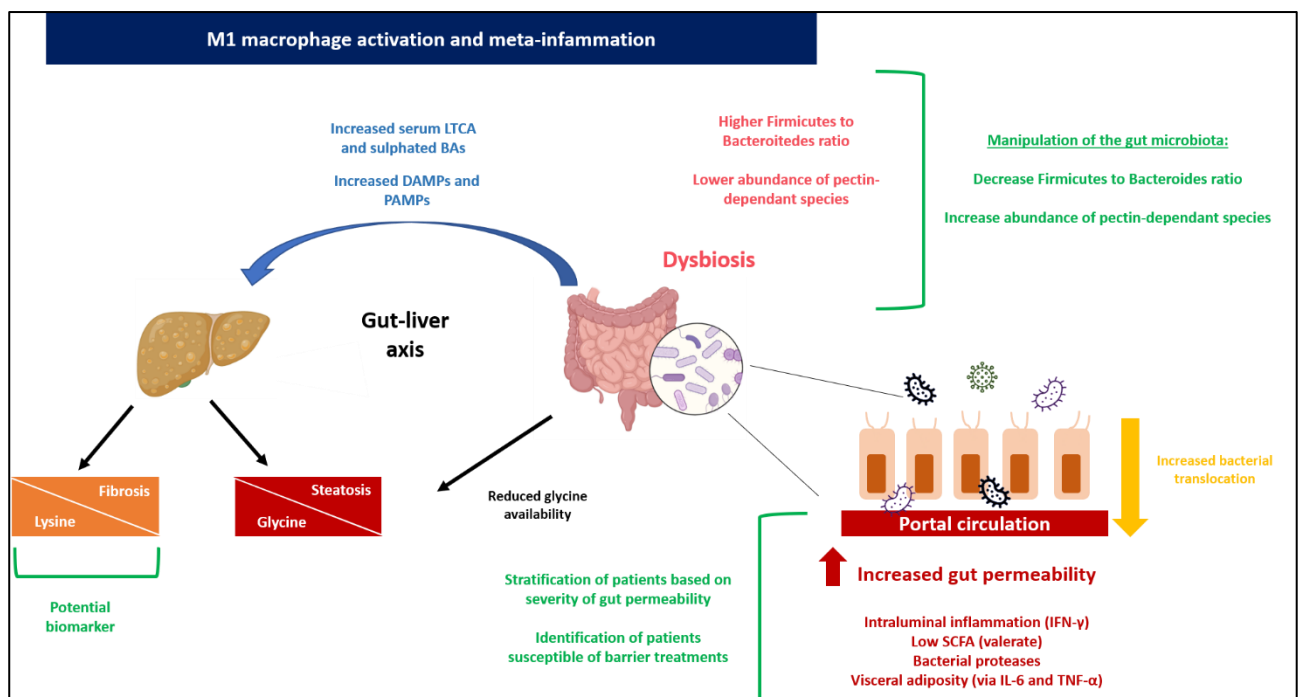 M1 macrophage activation and meta-infammation
Increased serum LTCA
and sulphated BAs
Increased DAMPs and
PAMPs
Higher Firmicutes to
Bacteroitedes ratio
Lower abundance of pectin-
dependant species
Manipulation of the gut microbiota:
Decrease Firmicutes to Bacteroides ratio
Increase abundance of pectin-dependant species
Dysbiosis
Gut-liver
axis
Fibrosis
Lysine
Steatosis
Glycine
Reduced glycine
availability
Increased bacterial
translocation
Portal circulation
Increased gut permeability
Intraluminal inflammation (IFN-γ)
Low SCFA (valerate)
Bacterial proteases
Visceral adiposity (via IL-6 and TNF-α)
Potential
biomarker
Stratification of patients based on
severity of gut permeability
Identification of patients
susceptible of barrier treatments